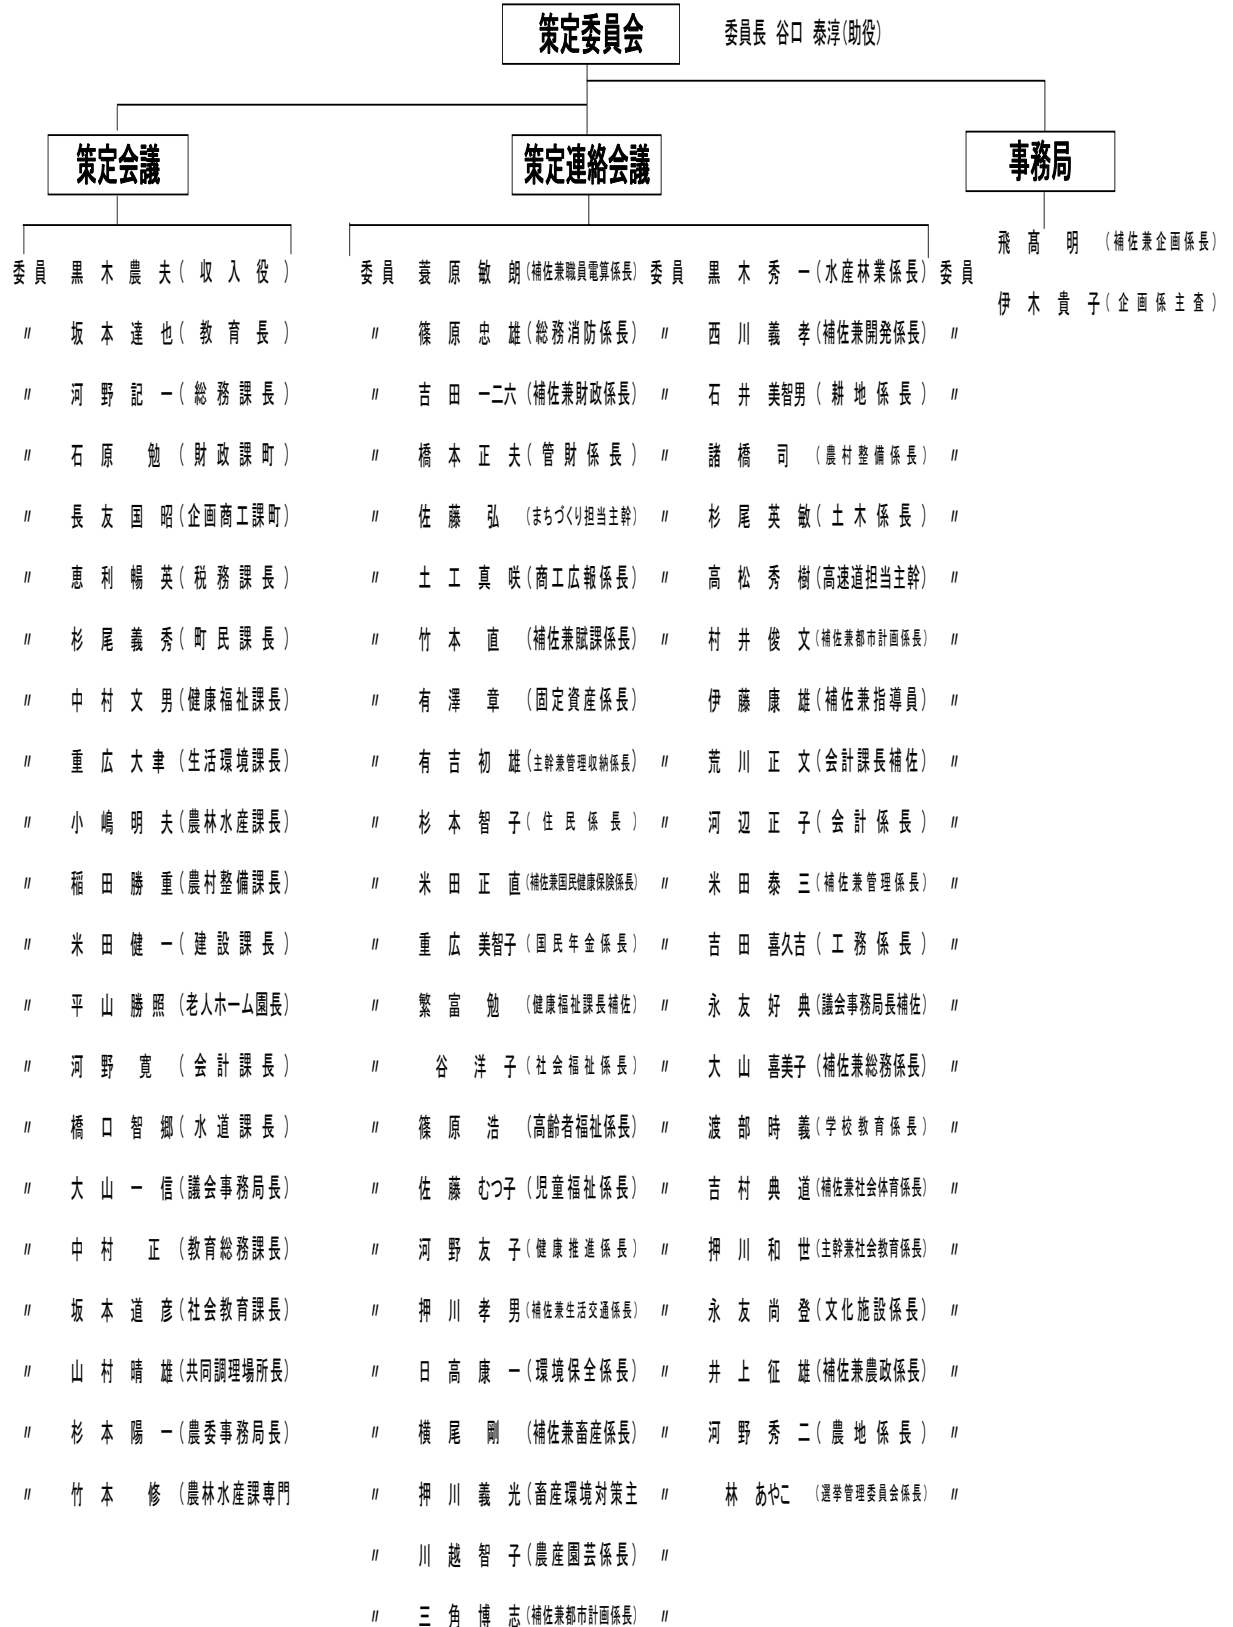 策定委員会 委員長 谷口 泰淳(助役)
策定会議 策定連絡会議 事務局
飛 髙 明 (補佐兼企画係長)
委員 黒 木 農 夫(収入役) 委員 蓑 原 敏 朗(補佐兼職員電算係長) 委員 黒 木 秀 一(水産林業係長) 委員
伊 木 貴 子(企画係主査)
〃 坂 本 達 也(教育長) 〃 篠 原 忠 雄(総務消防係長) 〃 西 川 義 孝(補佐兼開発係長) 〃
〃 河 野 記 一(総務課長) 〃 吉 田 一二六(補佐兼財政係長) 〃 石 井 美智男(耕地係長) 〃
〃 石 原 勉 (財政課町) 〃 橋 本 正 夫(管財係長) 〃 諸 橋 司 (農村整備係長) 〃
〃 長 友 国 昭(企画商工課町) 〃 佐 藤 弘 (まちづくり担当主幹) 〃 杉 尾 英 敏(土木係長) 〃
〃 恵 利 暢 英(税務課長) 〃 土 工 真 咲(商工広報係長) 〃 高 松 秀 樹(高速道担当主幹) 〃
〃 杉 尾 義 秀(町民課長) 〃 竹 本 直 (補佐兼賦課係長) 〃 村 井 俊 文(補佐兼都市計画係長) 〃
〃 中 村 文 男(健康福祉課長) 〃 有 澤 章 (固定資産係長) 伊 藤 康 雄(補佐兼指導員) 〃
〃 重 広 大 聿(生活環境課長) 〃 有 吉 初 雄(主幹兼管理収納係長) 〃 荒 川 正 文(会計課長補佐) 〃
〃 小 嶋 明 夫(農林水産課長) 〃 杉 本 智 子(住民係長) 〃 河 辺 正 子(会計係長) 〃
〃 稲 田 勝 重(農村整備課長) 〃 米 田 正 直(補佐兼国民健康保険係長) 〃 米 田 泰 三(補佐兼管理係長) 〃
〃 米 田 健 一(建設課長) 〃 重 広 美智子(国民年金係長) 〃 吉 田 喜久吉(工務係長) 〃
〃 平 山 勝 照(老人ホーム園長) 〃 繁 富 勉 (健康福祉課長補佐) 〃 永 友 好 典(議会事務局長補佐) 〃
〃 河 野 寛 (会計課長) 〃 谷 洋 子(社会福祉係長) 〃 大 山 喜美子(補佐兼総務係長) 〃
〃 橋 口 智 郷(水道課長) 〃 篠 原 浩 (高齢者福祉係長) 〃 渡 部 時 義(学校教育係長) 〃
〃 大 山 一 信(議会事務局長) 〃 佐 藤 むつ子(児童福祉係長) 〃 吉 村 典 道(補佐兼社会体育係長) 〃
〃 中 村 正 (教育総務課長) 〃 河 野 友 子(健康推進係長) 〃 押 川 和 世(主幹兼社会教育係長) 〃
〃 坂 本 道 彦(社会教育課長) 〃 押 川 孝 男(補佐兼生活交通係長) 〃 永 友 尚 登(文化施設係長) 〃
〃 山 村 晴 雄(共同調理場所長) 〃 日 高 康 一(環境保全係長) 〃 井 上 征 雄(補佐兼農政係長) 〃
〃 杉 本 陽 一(農委事務局長) 〃 横 尾 剛 (補佐兼畜産係長) 〃 河 野 秀 二(農地係長) 〃
〃 竹 本 修 (農林水産課専門 〃 押 川 義 光(畜産環境対策主 〃 林 あやこ (選挙管理委員会係長) 〃
〃 川 越 智 子(農産園芸係長) 〃
〃 三 角 博 志(補佐兼都市計画係長) 〃